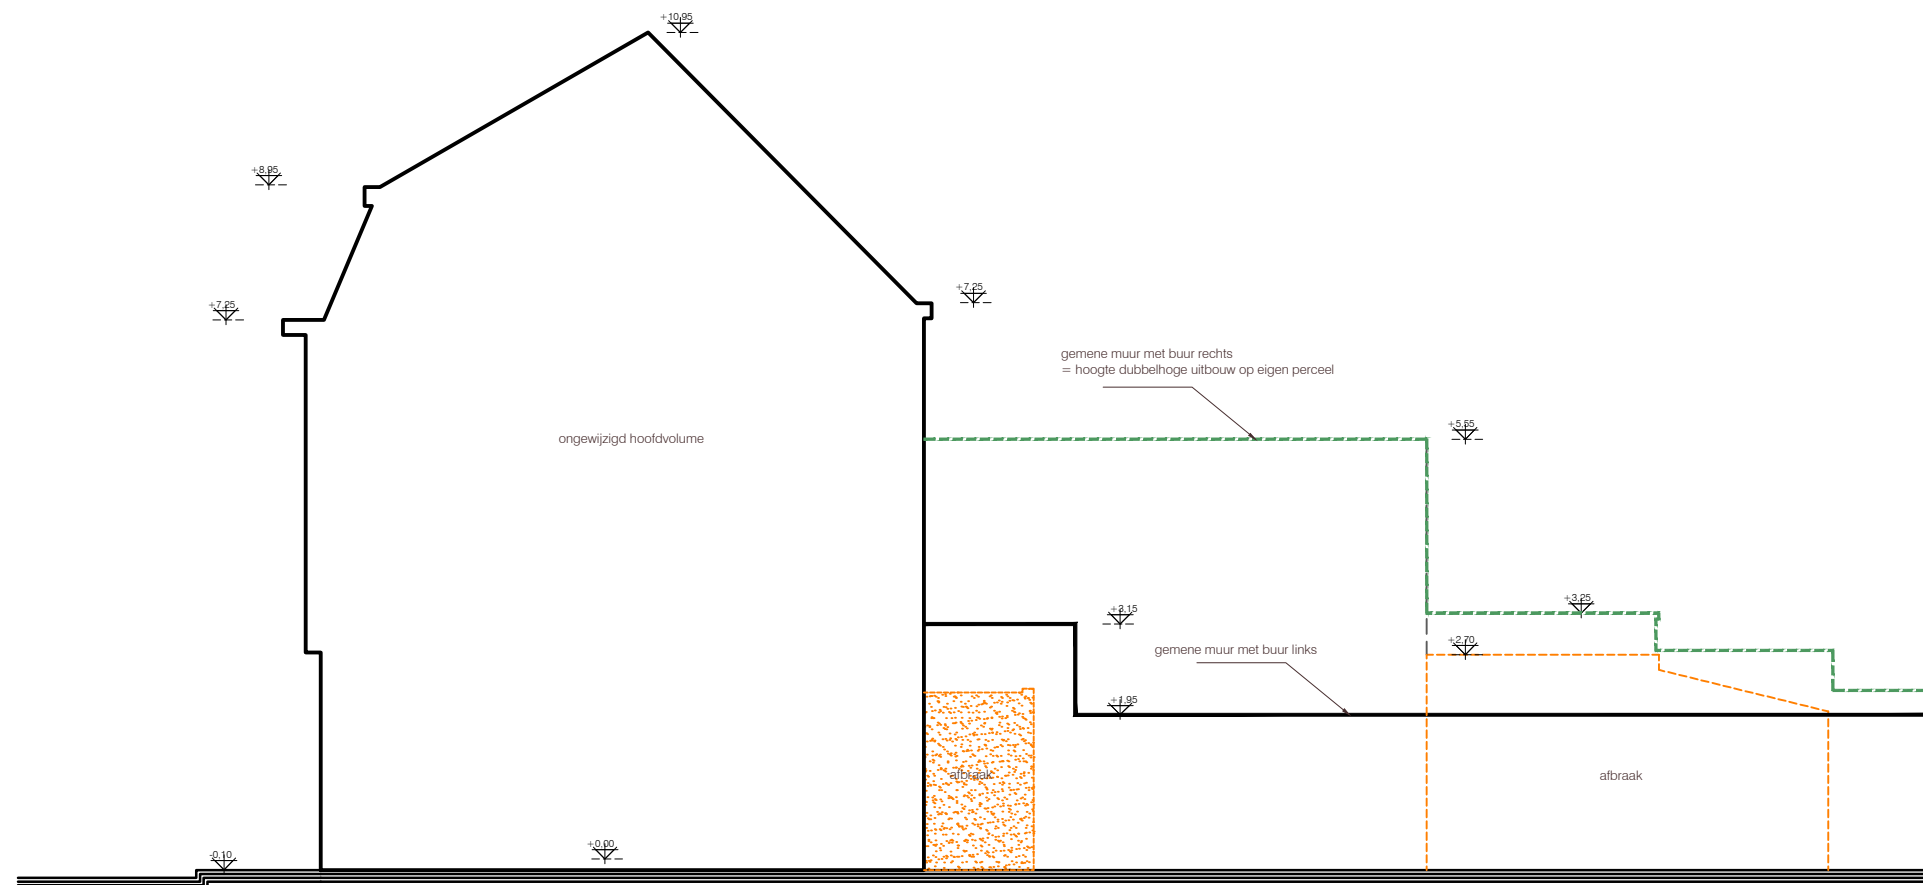 +10.95
+8.95
+7.25
+7.25
gemene muur met buur rechts
= hoogte dubbelhoge uitbouw op eigen perceel
+5.55
ongewijzigd hoofdvolume
+3.25
+3.15
+2.70
gemene muur met buur links
+1.95
afbraak
afbraak
+0.00
-0.10